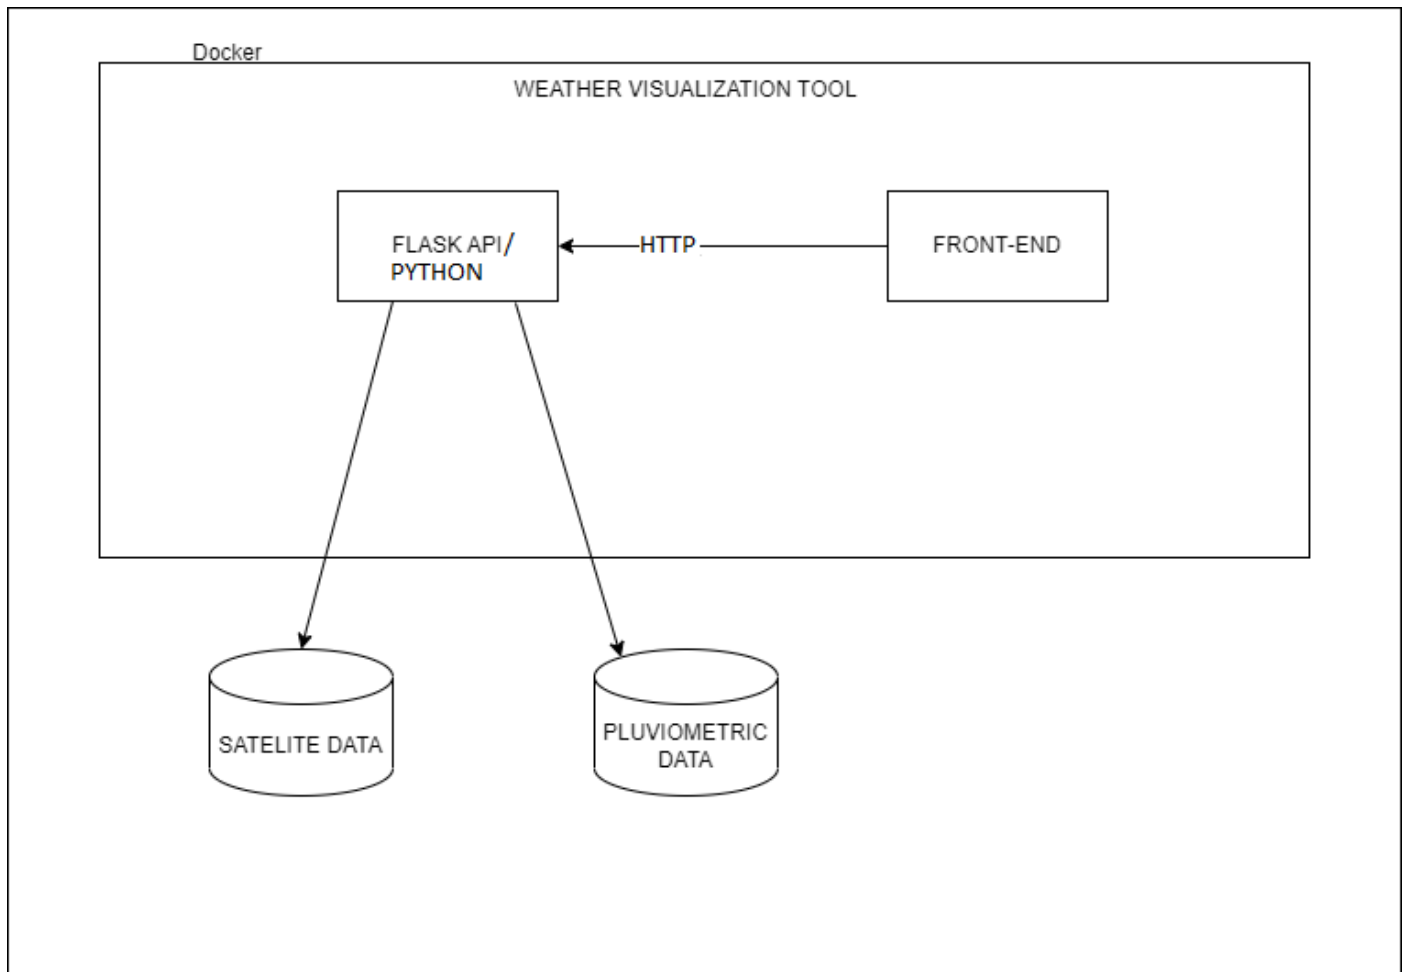 Docker
WEATHER VISUALIZATION TOOL
FLASK API/
PYTHON
HTTP
FRONT-END
SATELITE DATA
PLUVIOMETRIC
DATA